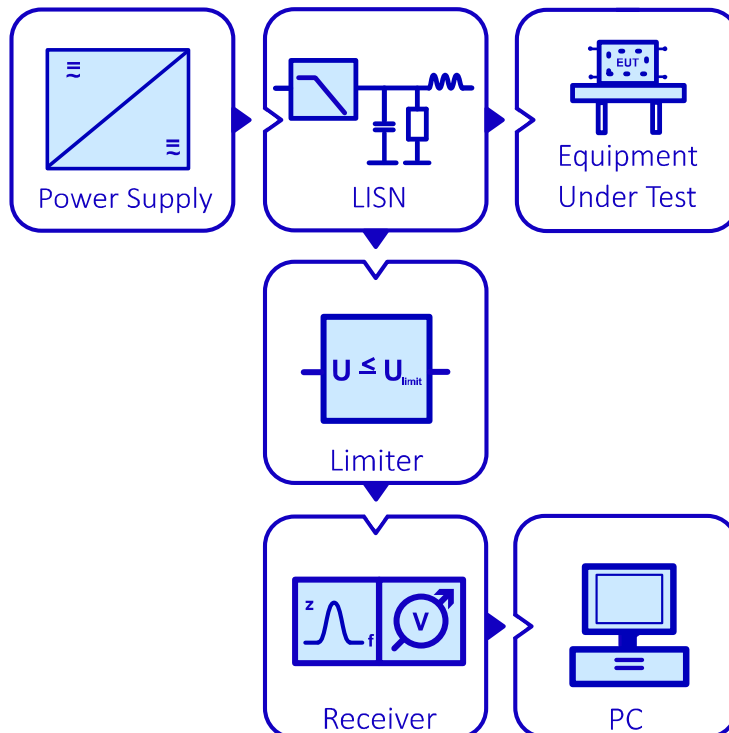 EUT
Power Supply
LISN
Equipment
Under Test
U ≤ Ulimit
Limiter
z
f
V
Receiver
PC